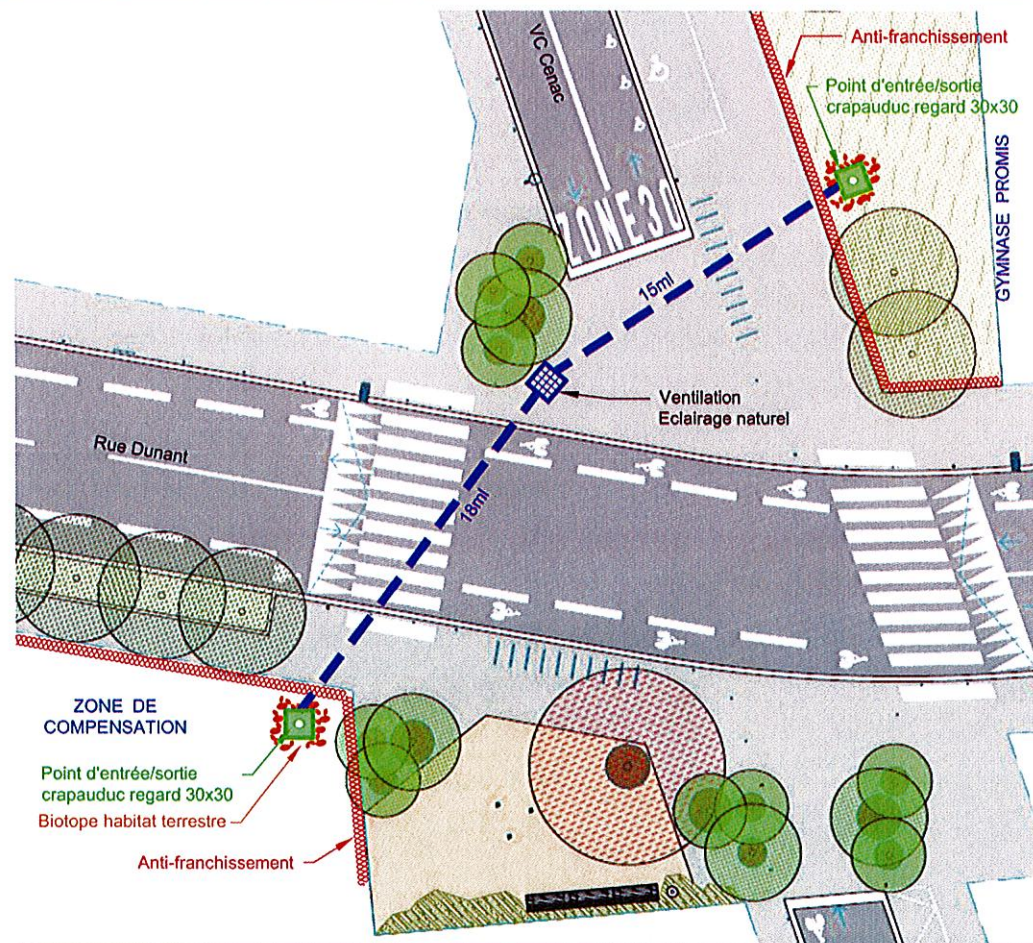 VC Cenac
Anti-franchissement
Point d'entrée/sortie
crapauduc regard 30x30
GYMNASE PROMIS
ZONE 30
15ml
Ventilation
Eclairage naturel
Rue Dunant
18ml
ZONE DE
COMPENSATION
Point d'entrée/sortie
crapauduc regard 30x30
Biotope habitat terrestre
Anti-franchissement